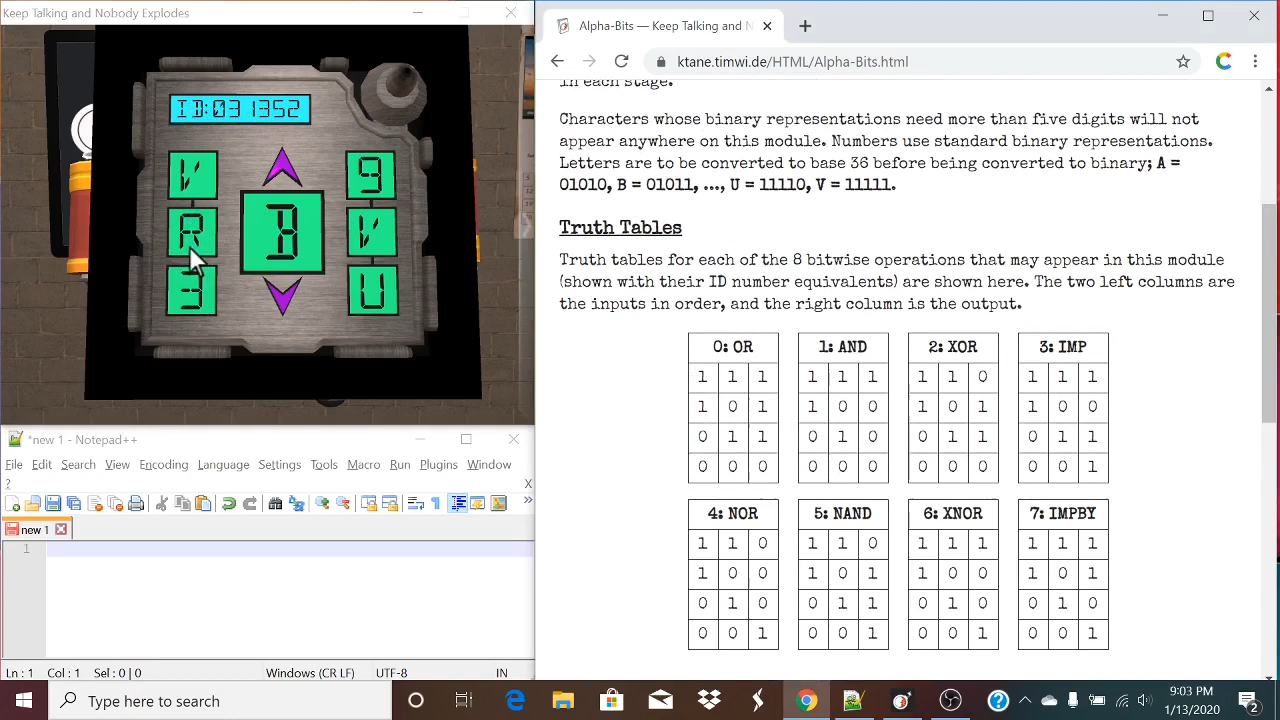 Keep Talking and Nobody Explodes
ID:031352
V
R
3
B
9
V
U
*new 1 - Notepad++
File Edit Search View Encoding Language Settings Tools Macro Run Plugins Window
? X
new 1
1
Ln : 1 Col : 1 Sel : 0 | 0 Windows (CR LF) UTF-8 IN
Alpha-Bits — Keep Talking and N
ktane.timwi.de/HTML/Alpha-Bits.html
in each stage.
Characters whose binary representations need more than five digits will not
appear anywhere on this module. Numbers use standard binary representations.
Letters are to be converted to base 36 before being converted to binary; A =
01010, B = 01011, ..., U = 11110, V = 11111.
Truth Tables
Truth tables for each of the 8 bitwise operations that may appear in this module
(shown with their ID number equivalents) are shown here. The two left columns are
the inputs in order, and the right column is the output.
0: OR 1: AND 2: XOR 3: IMP
1 1 1 1 1 1 1 1 0 1 1 1
1 0 1 1 0 0 1 0 1 1 0 0
0 1 1 0 1 0 0 1 1 0 1 1
0 0 0 0 0 0 0 0 0 0 0 1
4: NOR 5: NAND 6: XNOR 7: IMPBY
1 1 0 1 1 0 1 1 1 1 1 1
1 0 0 1 0 1 1 0 0 1 0 1
0 1 0 0 1 1 0 1 0 0 1 0
0 0 1 0 0 1 0 0 1 0 0 1
Type here to search
9:03 PM
1/13/2020
2